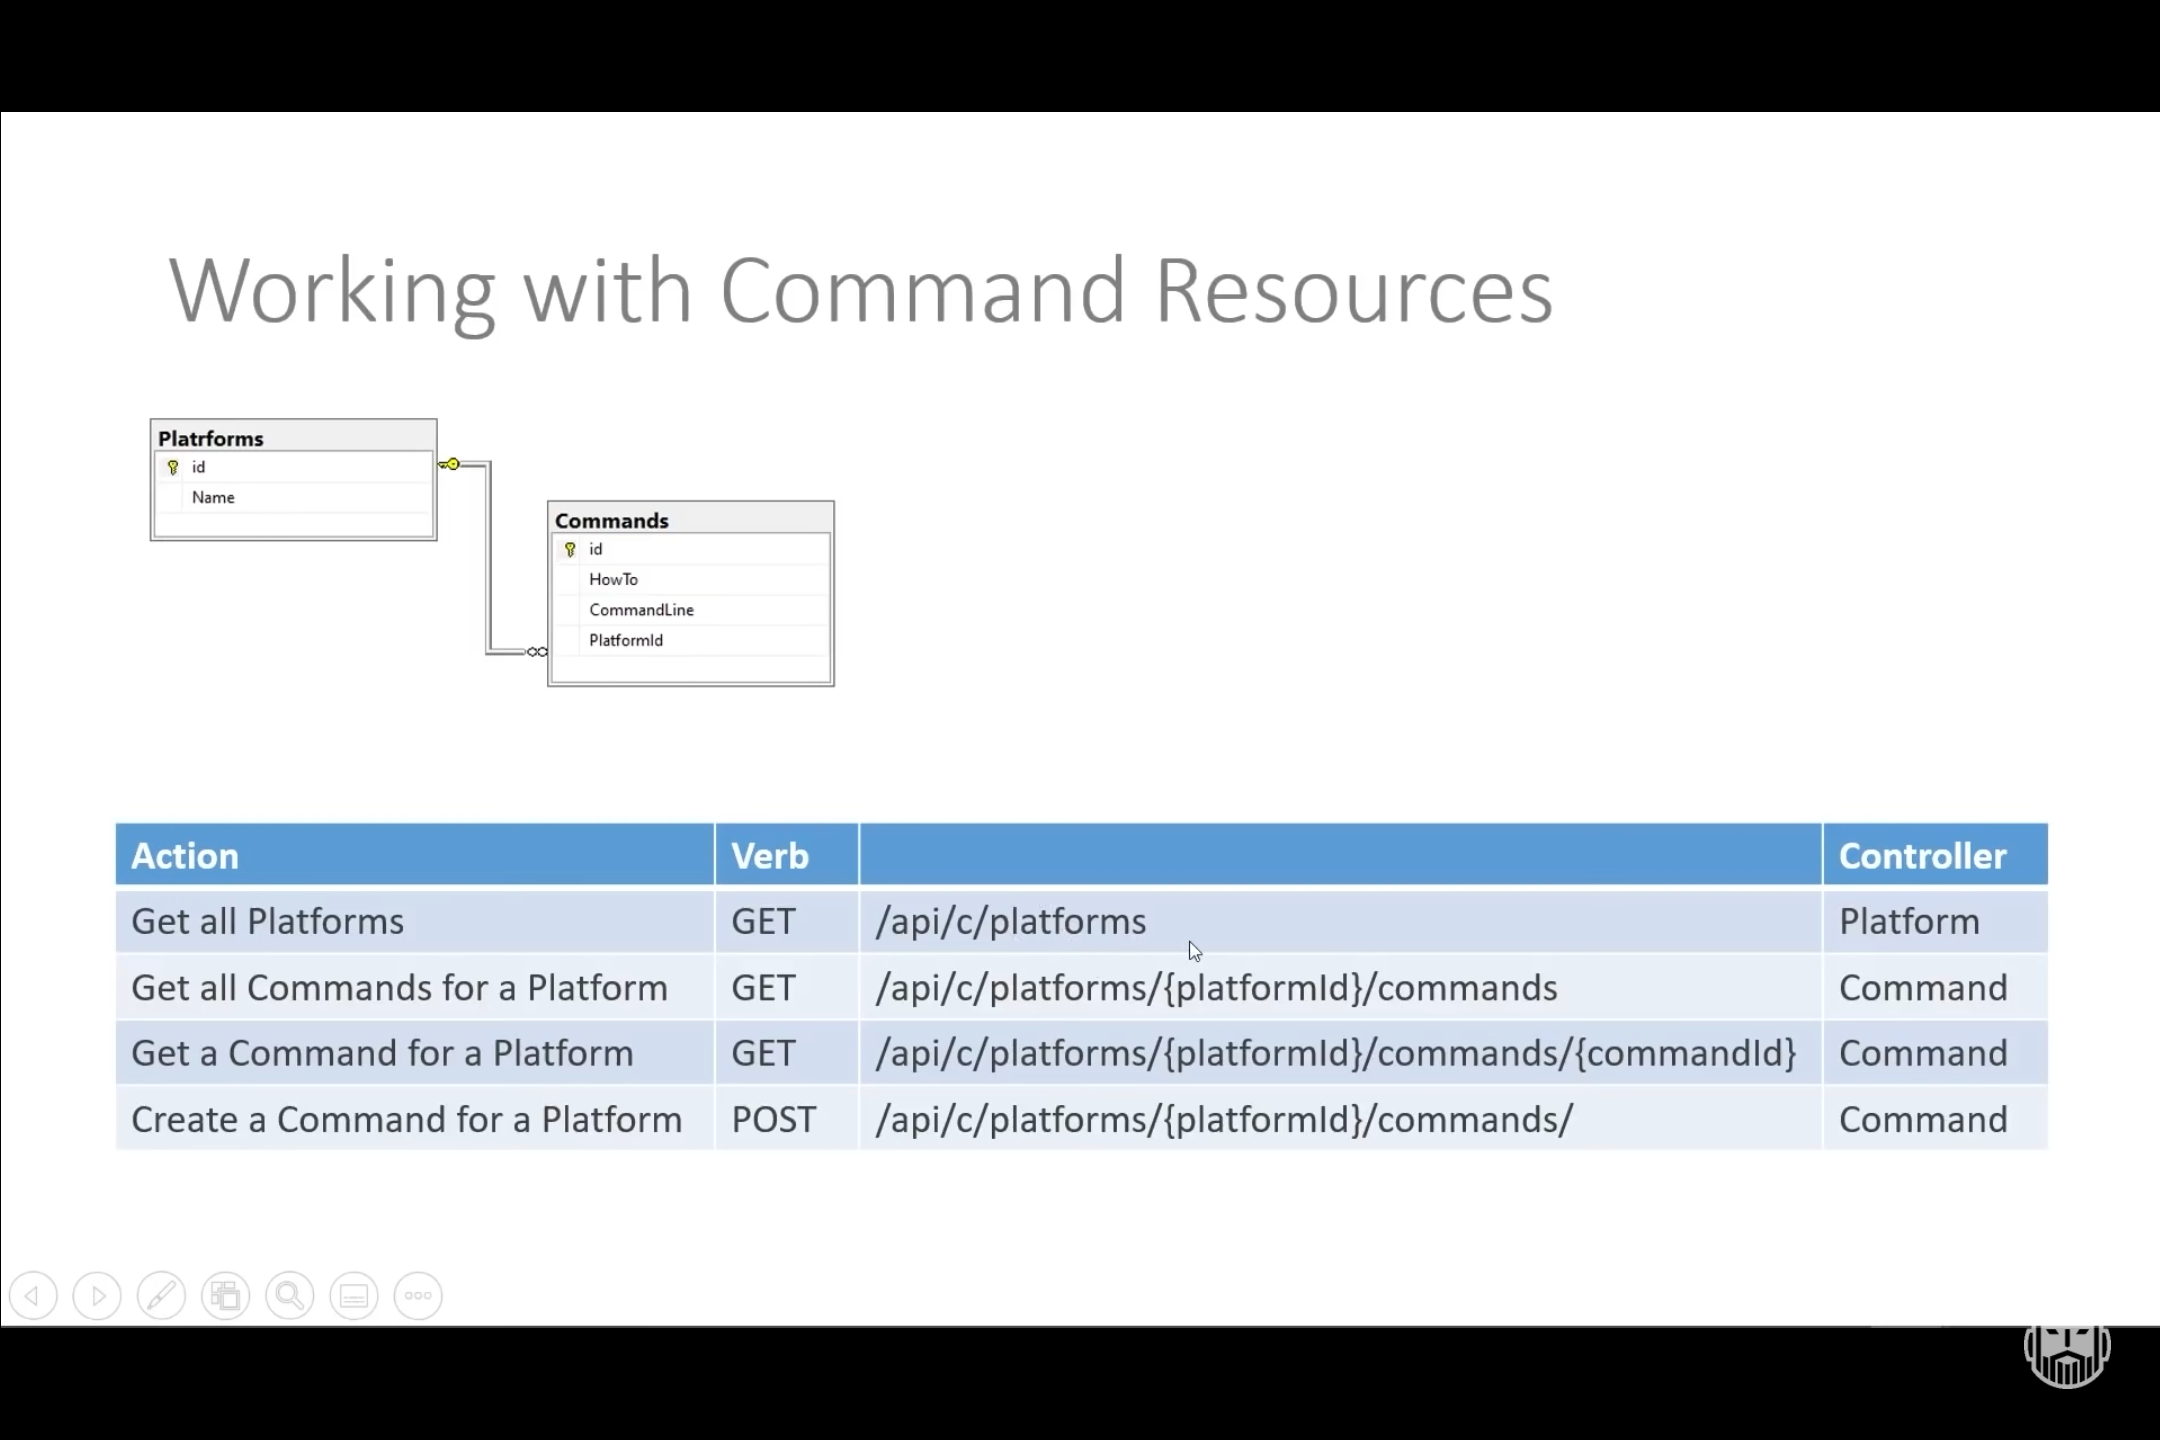 Working with Command Resources
Platrforms
id
Name
Commands
id
HowTo
CommandLine
PlatformId
Action Verb Controller
Get all Platforms GET /api/c/platforms Platform
Get all Commands for a Platform GET /api/c/platforms/{platformId}/commands Command
Get a Command for a Platform GET /api/c/platforms/{platformId}/commands/{commandId} Command
Create a Command for a Platform POST /api/c/platforms/{platformId}/commands/ Command